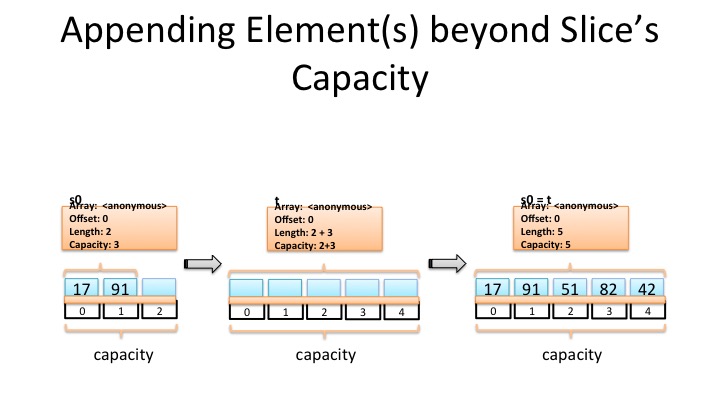 Appending Element(s) beyond Slice's
Capacity
s0
Array: <anonymous>
Offset: 0
Length: 2
Capacity: 3
t
Array: <anonymous>
Offset: 0
Length: 2 + 3
Capacity: 2+3
s0 = t
Array: <anonymous>
Offset: 0
Length: 5
Capacity: 5
17 91
0 1 2
capacity
0 1 2 3 4
capacity
17 91 51 82 42
0 1 2 3 4
capacity